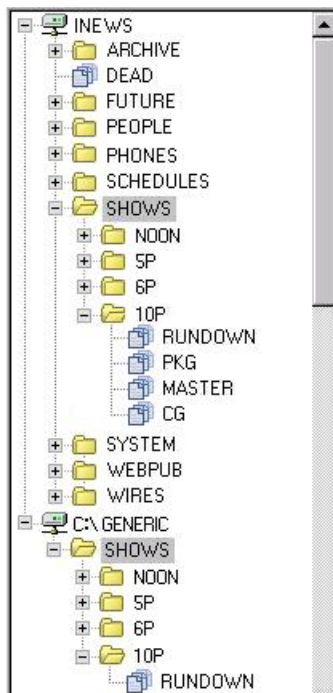 INEWS
ARCHIVE
DEAD
FUTURE
PEOPLE
PHONES
SCHEDULES
SHOWS
NOON
5P
6P
10P
RUNDOWN
PKG
MASTER
CG
SYSTEM
WEBPUB
WIRES
C:\GENERIC
SHOWS
NOON
5P
6P
10P
RUNDOWN